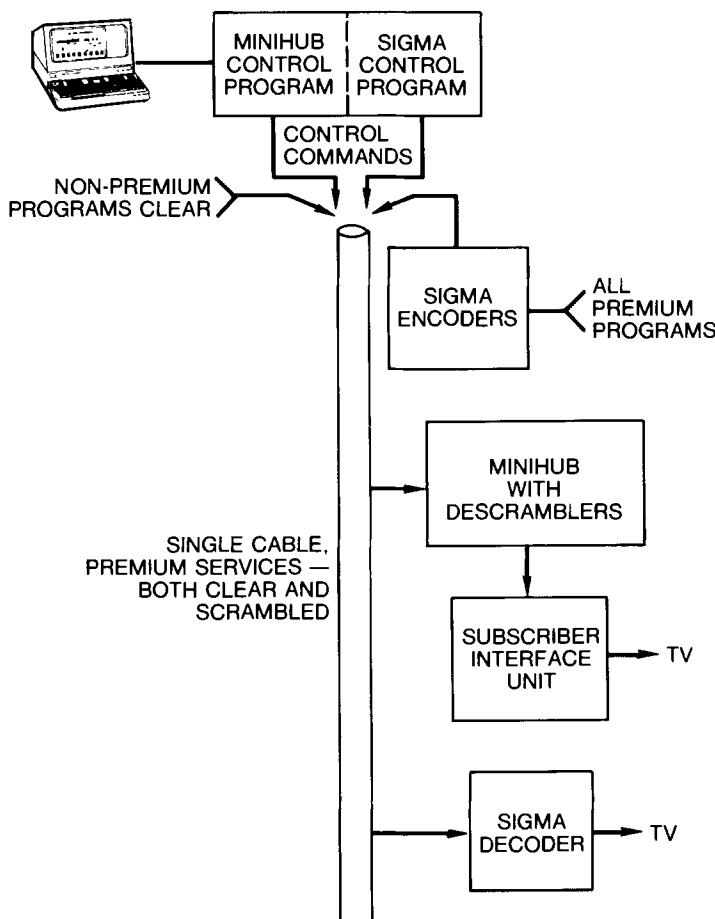 MINIHUB
CONTROL
PROGRAM
SIGMA
CONTROL
PROGRAM
CONTROL
COMMANDS
NON-PREMIUM
PROGRAMS CLEAR
SIGMA
ENCODERS
ALL
PREMIUM
PROGRAMS
MINIHUB
WITH
DESCRAMBLERS
SINGLE CABLE,
PREMIUM SERVICES —
BOTH CLEAR AND
SCRAMBLED
SUBSCRIBER
INTERFACE
UNIT
TV
SIGMA
DECODER
TV